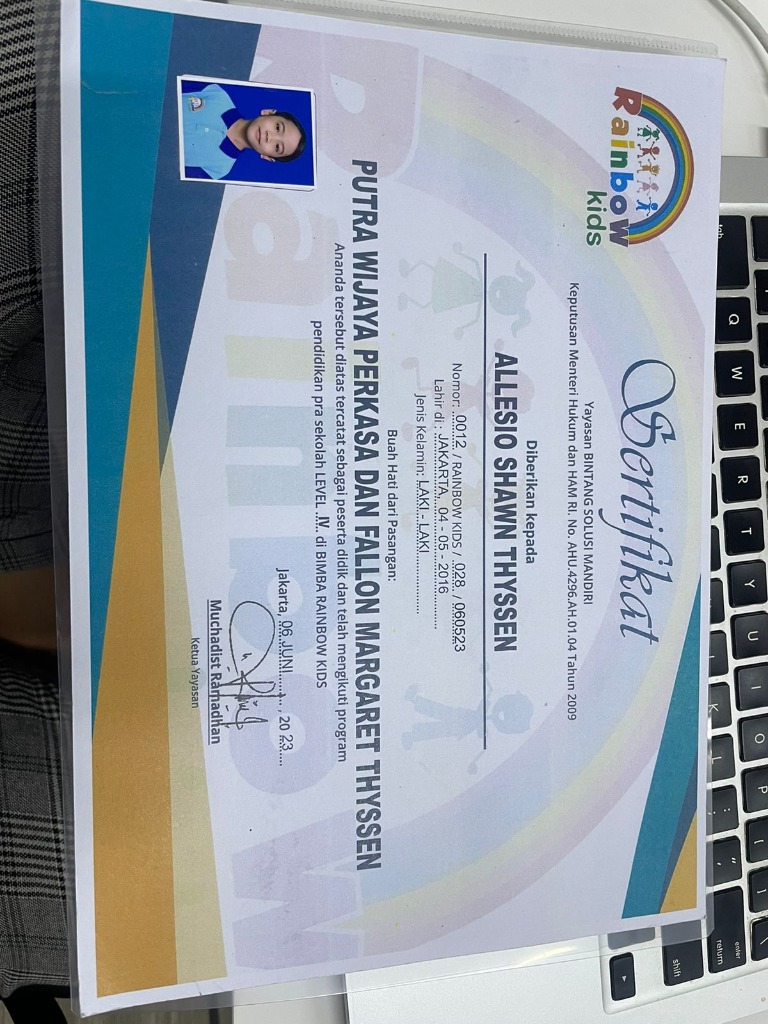 Rainbow
kids
Sertifikat
Yayasan BINTANG SOLUSI MANDIRI
Keputusan Menteri Hukum dan HAM RI. No. AHU.4296.AH.01.04 Tahun 2009
Diberikan kepada
ALLESIO SHAWN THYSSEN
Nomor: 0012 / RAINBOW KIDS / 028 / 060523
Lahir di : JAKARTA, 04 - 05 - 2016
Jenis Kelamin: LAKI - LAKI
Buah Hati dari Pasangan:
PUTRA WIJAYA PERKASA DAN FALLON MARGARET THYSSEN
Ananda tersebut diatas tercatat sebagai peserta didik dan telah mengikuti program
pendidikan pra sekolah LEVEL IV di BIMBA RAINBOW KIDS
Jakarta, 06 JUNI 20 23
Muchadist Ramadhan
Ketua Yayasan
Rainbow
Q W E R T Y U I O P
K L
enter
return
shift